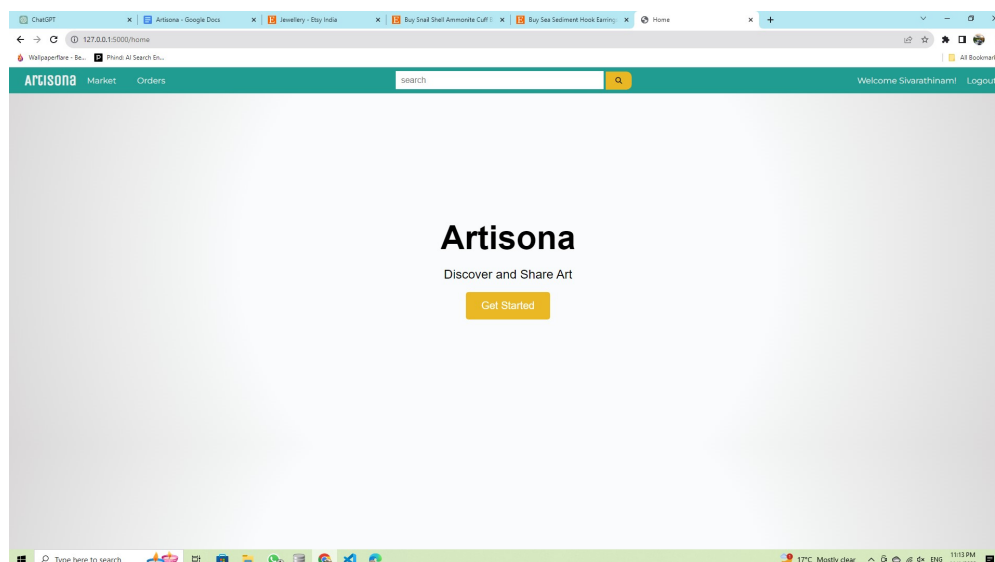 ChatGPT
Artisona - Google Docs
Jewellery - Etsy India
Buy Snail Shell Ammonite Cuff
Buy Sea Sediment Hook Earring
Home
127.0.0.1:5000/home
Wallpaperflare - Be...
Phind: AI Search En...
All Bookmar
Artisona Market Orders
search
Welcome Sivarathinam! Logout
Artisona
Discover and Share Art
Get Started
Type here to search
17°C Mostly clear
ENG
11:13 PM